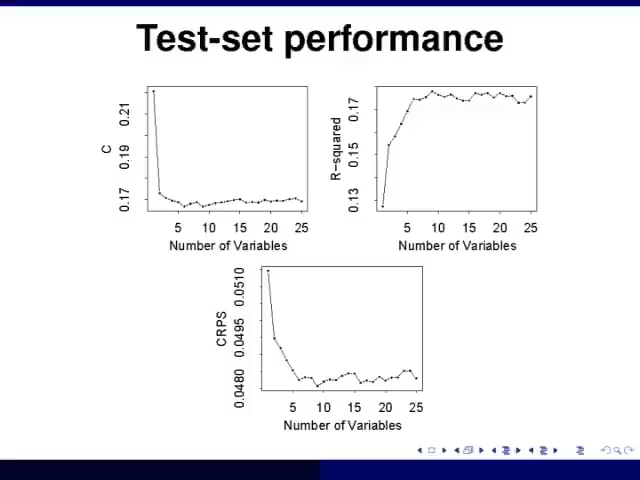 Test-set performance
C
0.17 0.19 0.21
5 10 15 20 25
Number of Variables
R−squared
0.13 0.15 0.17
5 10 15 20 25
Number of Variables
CRPS
0.0480 0.0495 0.0510
5 10 15 20 25
Number of Variables